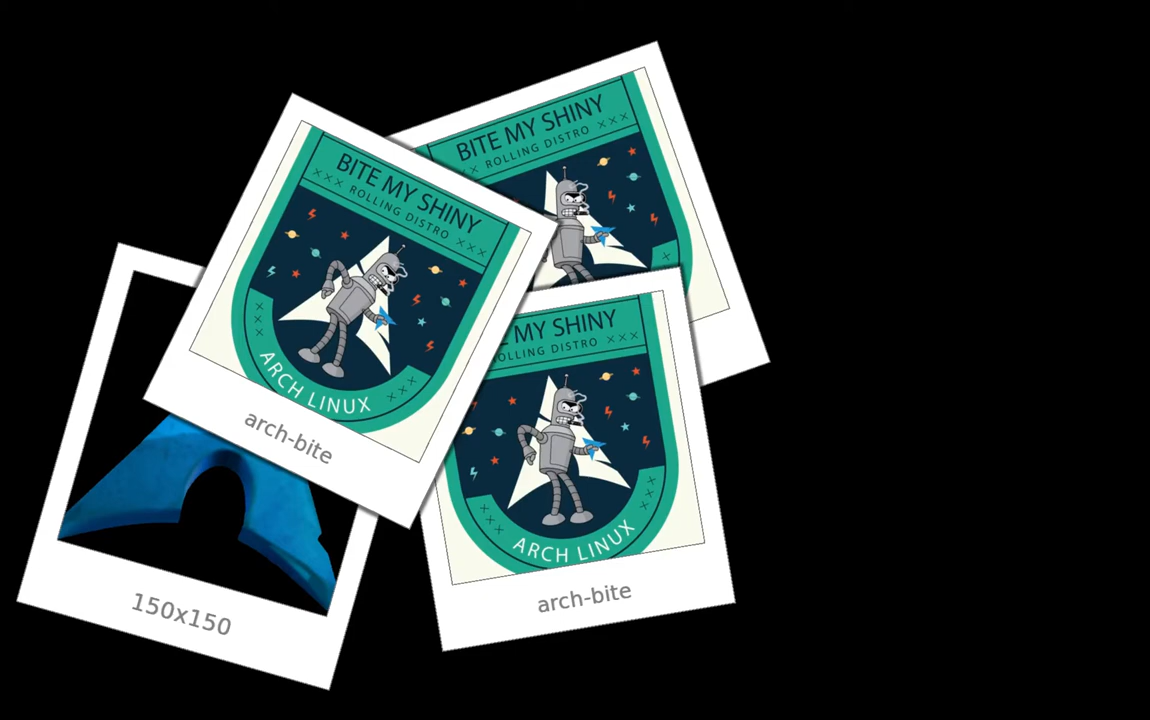 BITE MY SHINY
××× ROLLING DISTRO ×××
ARCH LINUX
arch-bite
BITE MY SHINY
ROLLING DISTRO ×××
MY SHINY
ROLLING DISTRO ×××
ARCH LINUX
arch-bite
150x150